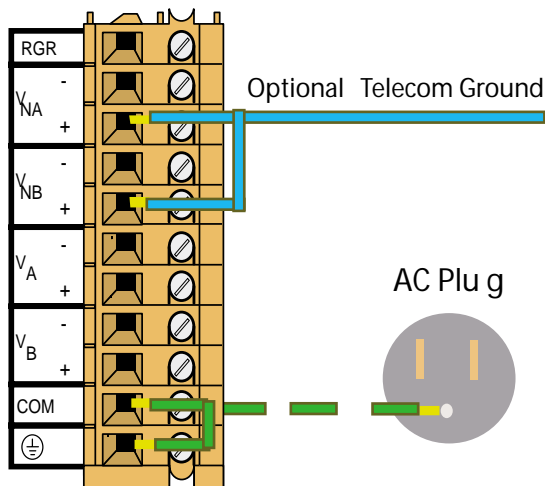 RGR
-
VNA
+
-
VNB
+
-
VA
+
-
VB
+
COM
Optional Telecom Ground
AC Plu g